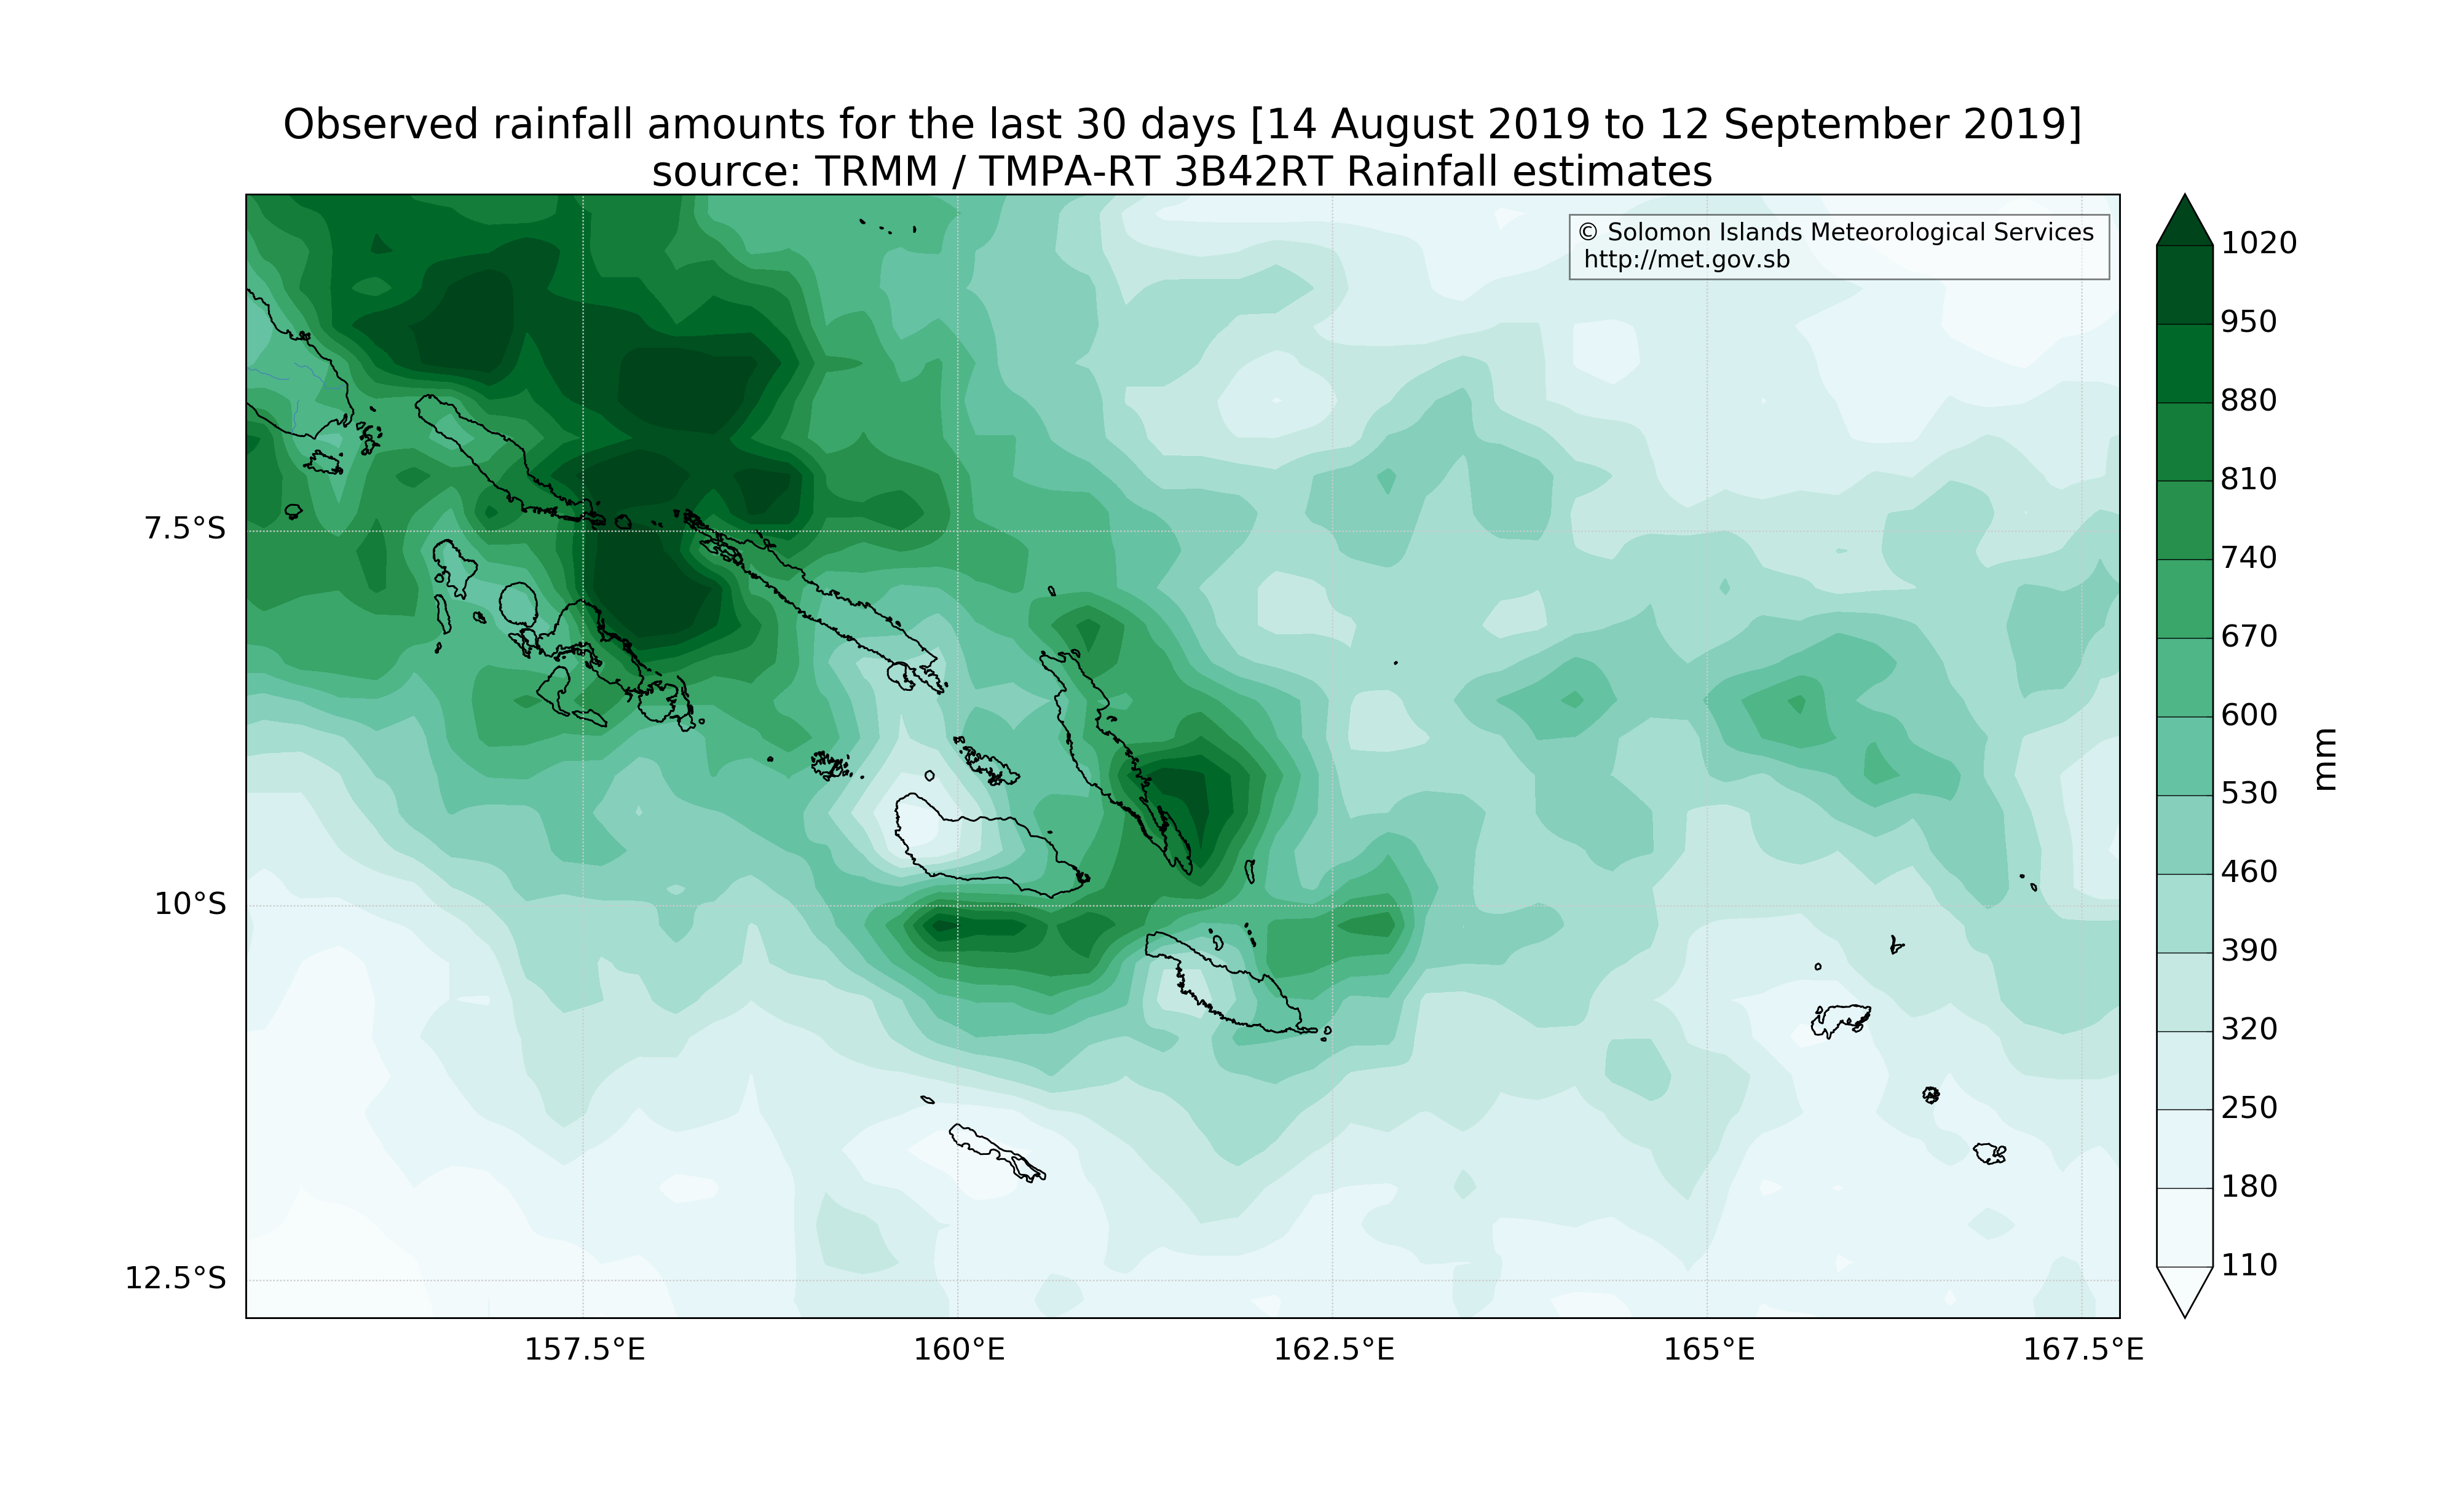 Observed rainfall amounts for the last 30 days [14 August 2019 to 12 September 2019]
source: TRMM / TMPA-RT 3B42RT Rainfall estimates
© Solomon Islands Meteorological Services
http://met.gov.sb
7.5°S
10°S
12.5°S
157.5°E
160°E
162.5°E
165°E
167.5°E
1020
950
880
810
740
670
600
530
460
390
320
250
180
110
mm